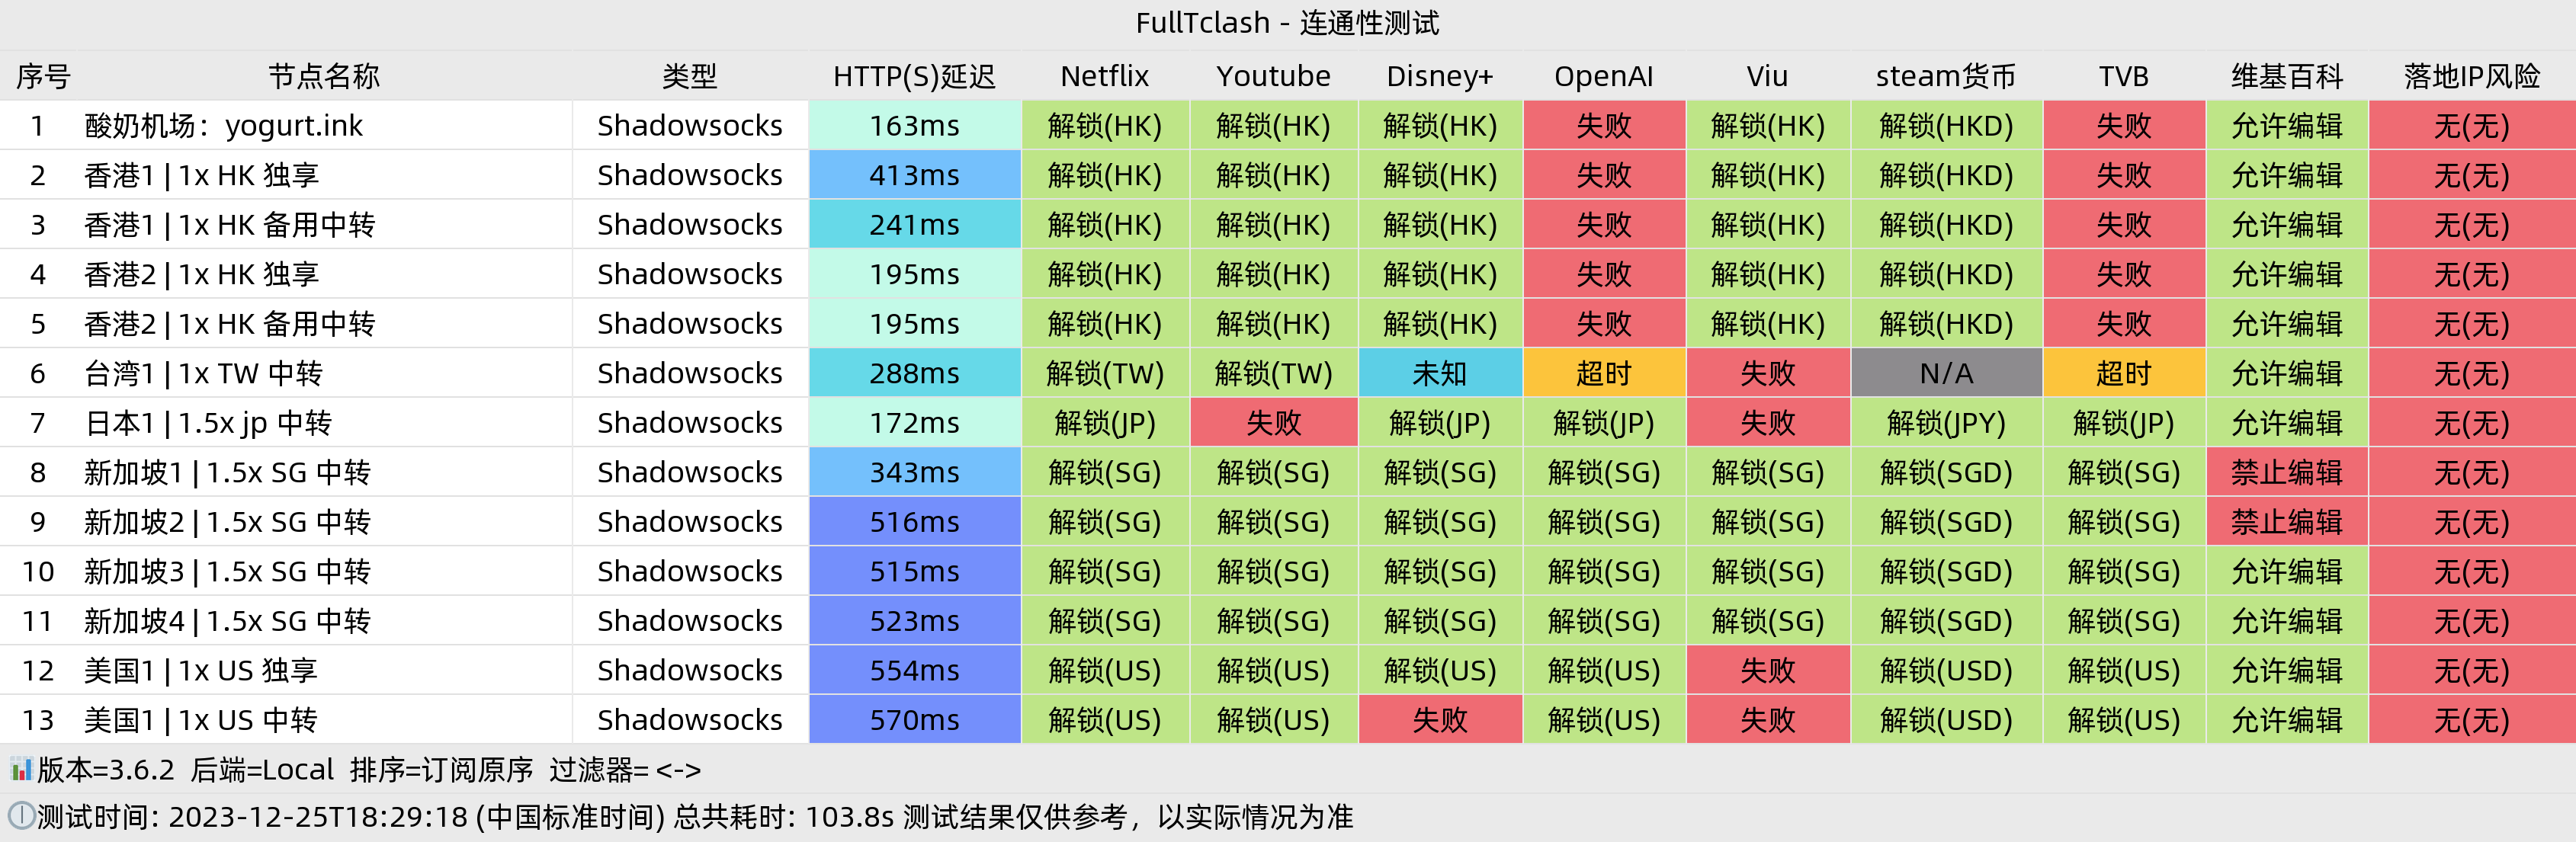 FullTclash - 连通性测试
序号 节点名称 类型 HTTP(S)延迟 Netflix Youtube Disney+ OpenAI Viu steam货币 TVB 维基百科 落地IP风险
1 酸奶机场：yogurt.ink Shadowsocks 163ms 解锁(HK) 解锁(HK) 解锁(HK) 失败 解锁(HK) 解锁(HKD) 失败 允许编辑 无(无)
2 香港1 | 1x HK 独享 Shadowsocks 413ms 解锁(HK) 解锁(HK) 解锁(HK) 失败 解锁(HK) 解锁(HKD) 失败 允许编辑 无(无)
3 香港1 | 1x HK 备用中转 Shadowsocks 241ms 解锁(HK) 解锁(HK) 解锁(HK) 失败 解锁(HK) 解锁(HKD) 失败 允许编辑 无(无)
4 香港2 | 1x HK 独享 Shadowsocks 195ms 解锁(HK) 解锁(HK) 解锁(HK) 失败 解锁(HK) 解锁(HKD) 失败 允许编辑 无(无)
5 香港2 | 1x HK 备用中转 Shadowsocks 195ms 解锁(HK) 解锁(HK) 解锁(HK) 失败 解锁(HK) 解锁(HKD) 失败 允许编辑 无(无)
6 台湾1 | 1x TW 中转 Shadowsocks 288ms 解锁(TW) 解锁(TW) 未知 超时 失败 N/A 超时 允许编辑 无(无)
7 日本1 | 1.5x jp 中转 Shadowsocks 172ms 解锁(JP) 失败 解锁(JP) 解锁(JP) 失败 解锁(JPY) 解锁(JP) 允许编辑 无(无)
8 新加坡1 | 1.5x SG 中转 Shadowsocks 343ms 解锁(SG) 解锁(SG) 解锁(SG) 解锁(SG) 解锁(SG) 解锁(SGD) 解锁(SG) 禁止编辑 无(无)
9 新加坡2 | 1.5x SG 中转 Shadowsocks 516ms 解锁(SG) 解锁(SG) 解锁(SG) 解锁(SG) 解锁(SG) 解锁(SGD) 解锁(SG) 禁止编辑 无(无)
10 新加坡3 | 1.5x SG 中转 Shadowsocks 515ms 解锁(SG) 解锁(SG) 解锁(SG) 解锁(SG) 解锁(SG) 解锁(SGD) 解锁(SG) 允许编辑 无(无)
11 新加坡4 | 1.5x SG 中转 Shadowsocks 523ms 解锁(SG) 解锁(SG) 解锁(SG) 解锁(SG) 解锁(SG) 解锁(SGD) 解锁(SG) 允许编辑 无(无)
12 美国1 | 1x US 独享 Shadowsocks 554ms 解锁(US) 解锁(US) 解锁(US) 解锁(US) 失败 解锁(USD) 解锁(US) 允许编辑 无(无)
13 美国1 | 1x US 中转 Shadowsocks 570ms 解锁(US) 解锁(US) 失败 解锁(US) 失败 解锁(USD) 解锁(US) 允许编辑 无(无)
版本=3.6.2 后端=Local 排序=订阅原序 过滤器= <->
测试时间: 2023-12-25T18:29:18 (中国标准时间) 总共耗时: 103.8s 测试结果仅供参考，以实际情况为准